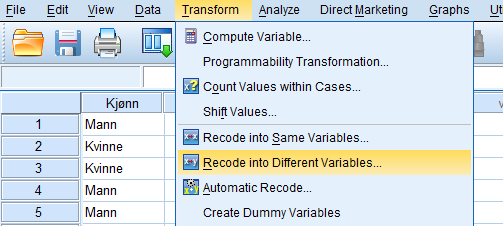 File Edit View Data Transform Analyze Direct Marketing Graphs
Compute Variable...
Programmability Transformation...
Count Values within Cases...
Shift Values...
Recode into Same Variables...
Recode into Different Variables...
Automatic Recode...
Create Dummy Variables
Kjønn
1 Mann
2 Kvinne
3 Kvinne
4 Mann
5 Mann